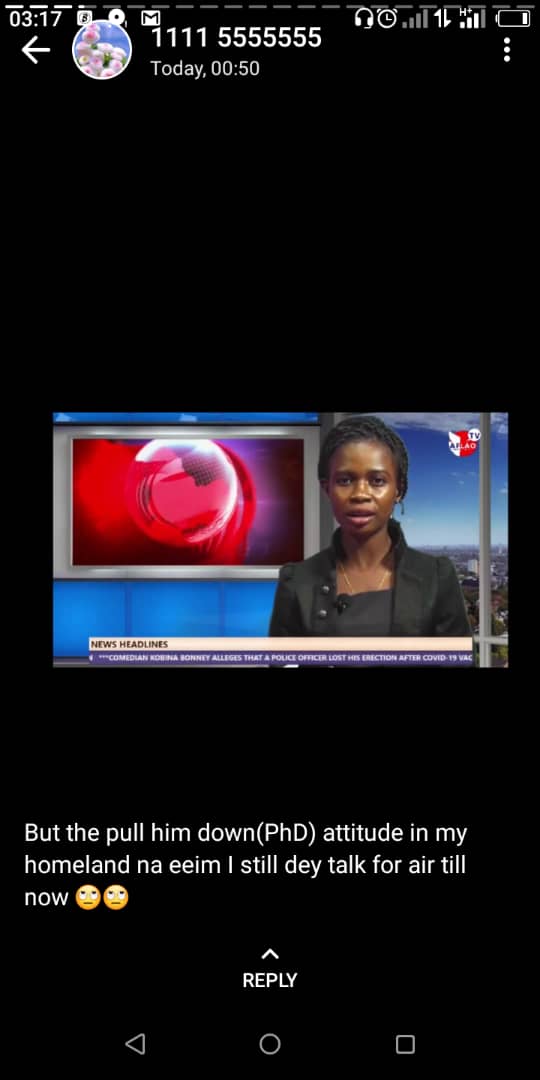 03:17
1111 5555555
Today, 00:50
TV
AFLAO
NEWS HEADLINES
***COMEDIAN KOBINA BONNEY ALLEGES THAT A POLICE OFFICER LOST HIS ERECTION AFTER COVID-19 VAC
But the pull him down(PhD) attitude in my
homeland na eeim I still dey talk for air till
now 🙄🙄
REPLY